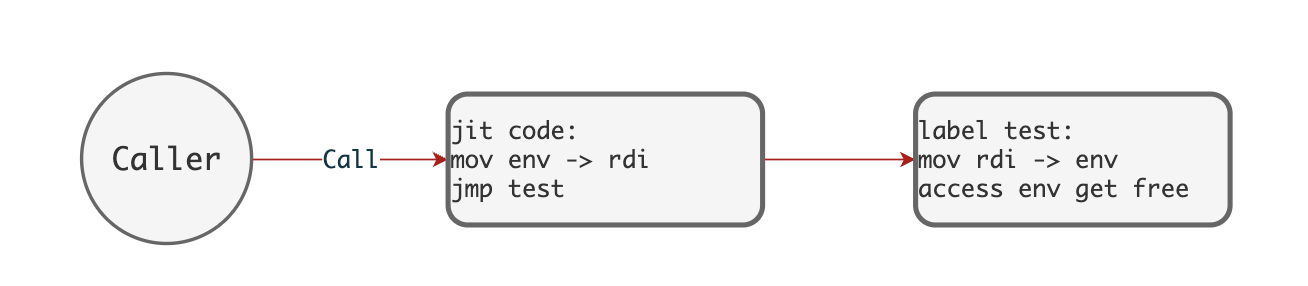 Caller
Call
jit code:
mov env -> rdi
jmp test
label test:
mov rdi -> env
access env get free